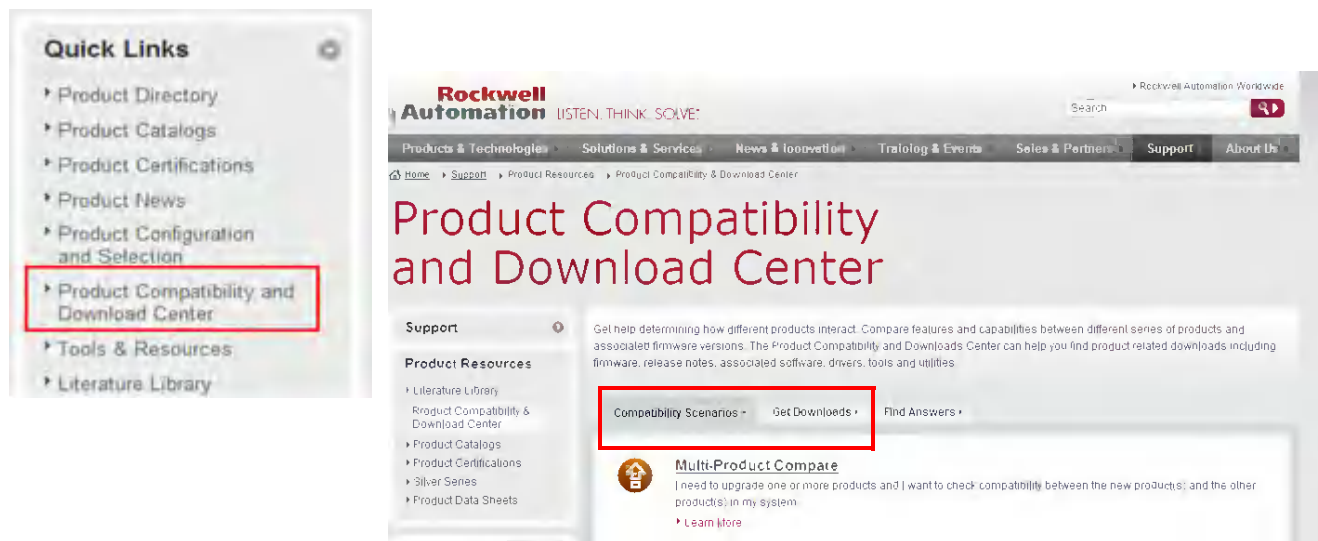 Quick Links
Product Directory
Product Catalogs
Product Certifications
Product News
Product Configuration
and Selection
Product Compatibility and
Download Center
Tools & Resources
Literature Library
Rockwell
Automation LISTEN. THINK. SOLVE.
Rockwell Automation Worldwide
Search
Products & Technologies Solutions & Services News & Innovation Training & Events Sales & Partners Support About Us
Home Support Product Resources Product Compatibility & Download Center
Product Compatibility
and Download Center
Support
Product Resources
Literature Library
Product Compatibility &
Download Center
Product Catalogs
Product Certifications
Silver Series
Product Data Sheets
Get help determining how different products interact. Compare features and capabilities between different series of products and
associated firmware versions. The Product Compatibility and Downloads Center can help you find product related downloads including
firmware, release notes, associated software, drivers, tools and utilities
Compatibility Scenarios Get Downloads Find Answers
Multi-Product Compare
I need to upgrade one or more products and I want to check compatibility between the new product(s) and the other
product(s) in my system
Learn More